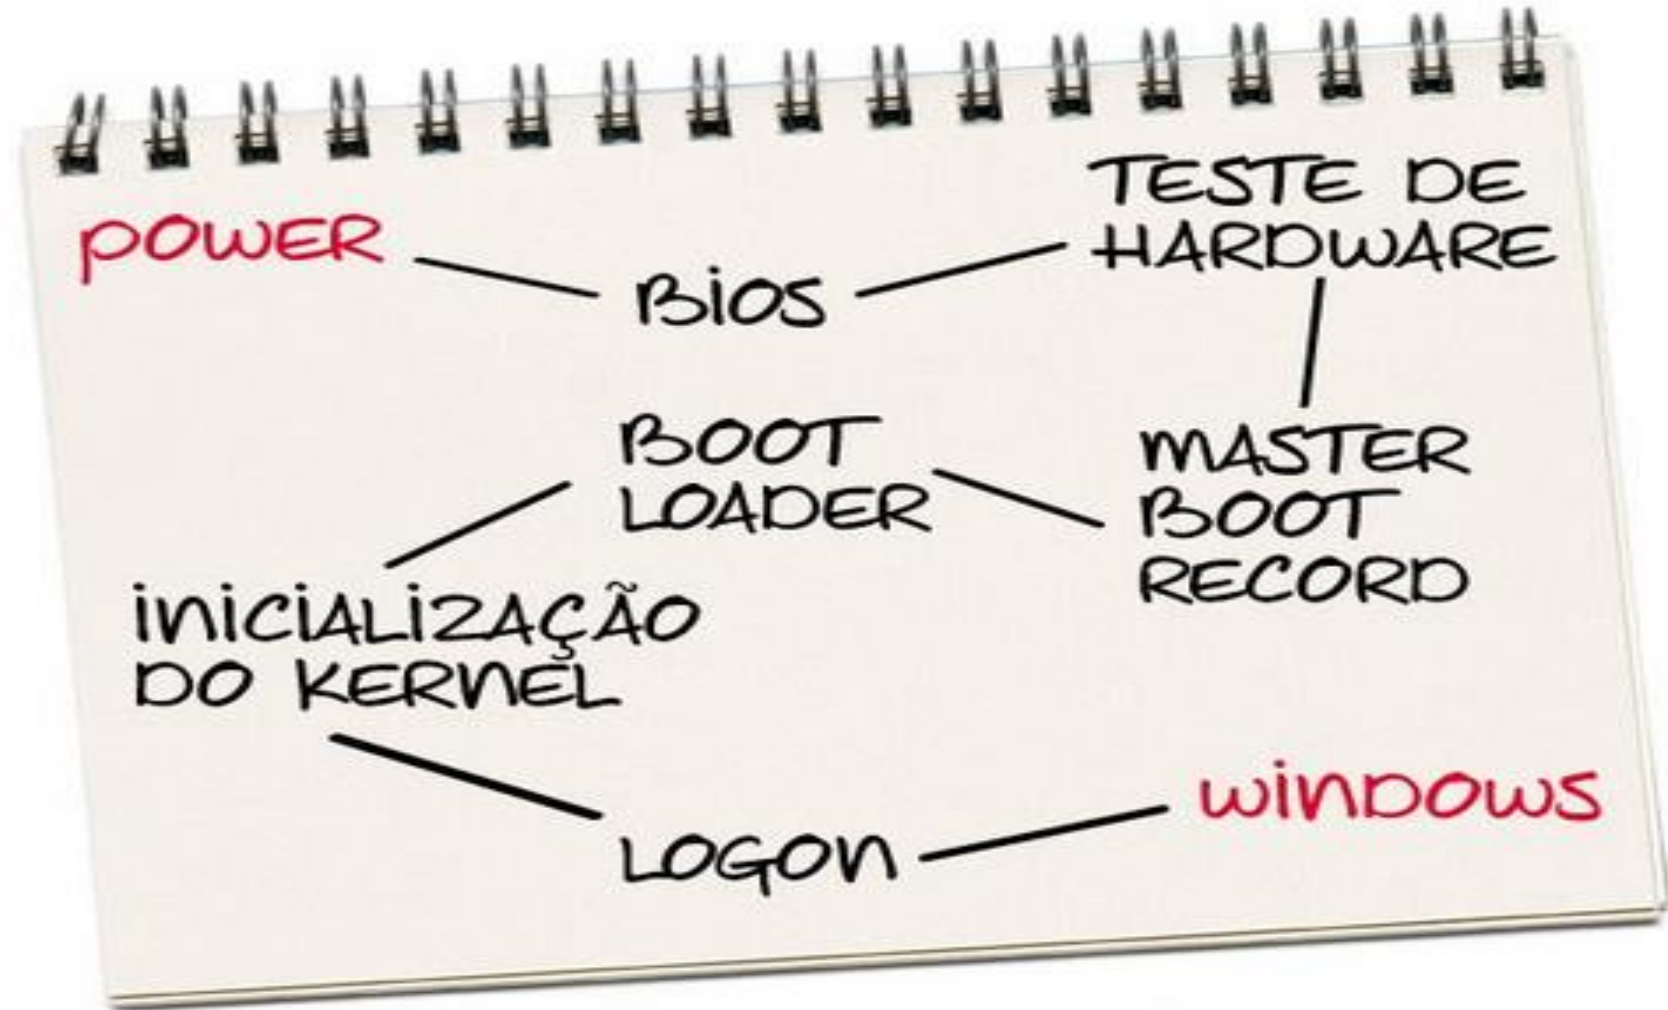 POWER
BIOS
TESTE DE
HARDWARE
MASTER
BOOT
RECORD
BOOT
LOADER
INICIALIZAÇÃO
DO KERNEL
LOGON
WINDOWS